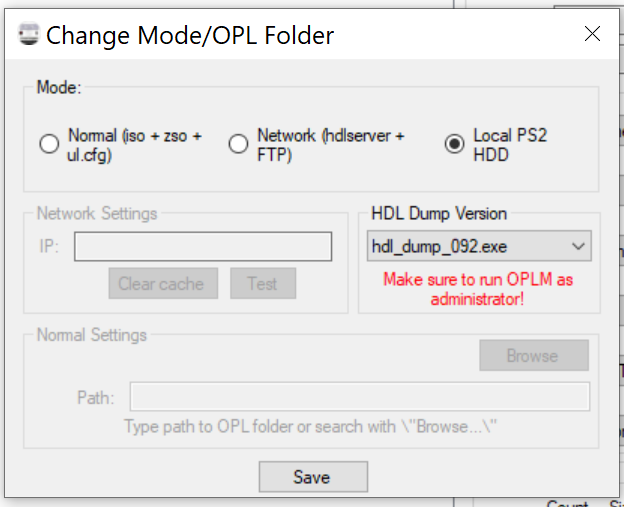 Change Mode/OPL Folder
Mode:
Normal (iso + zso +
ul.cfg)
Network (hdlserver +
FTP)
Local PS2
HDD
Network Settings
IP:
Clear cache
Test
HDL Dump Version
hdl_dump_092.exe
Make sure to run OPLM as
administrator!
Normal Settings
Browse
Path:
Type path to OPL folder or search with \"Browse...\"
Save
Count